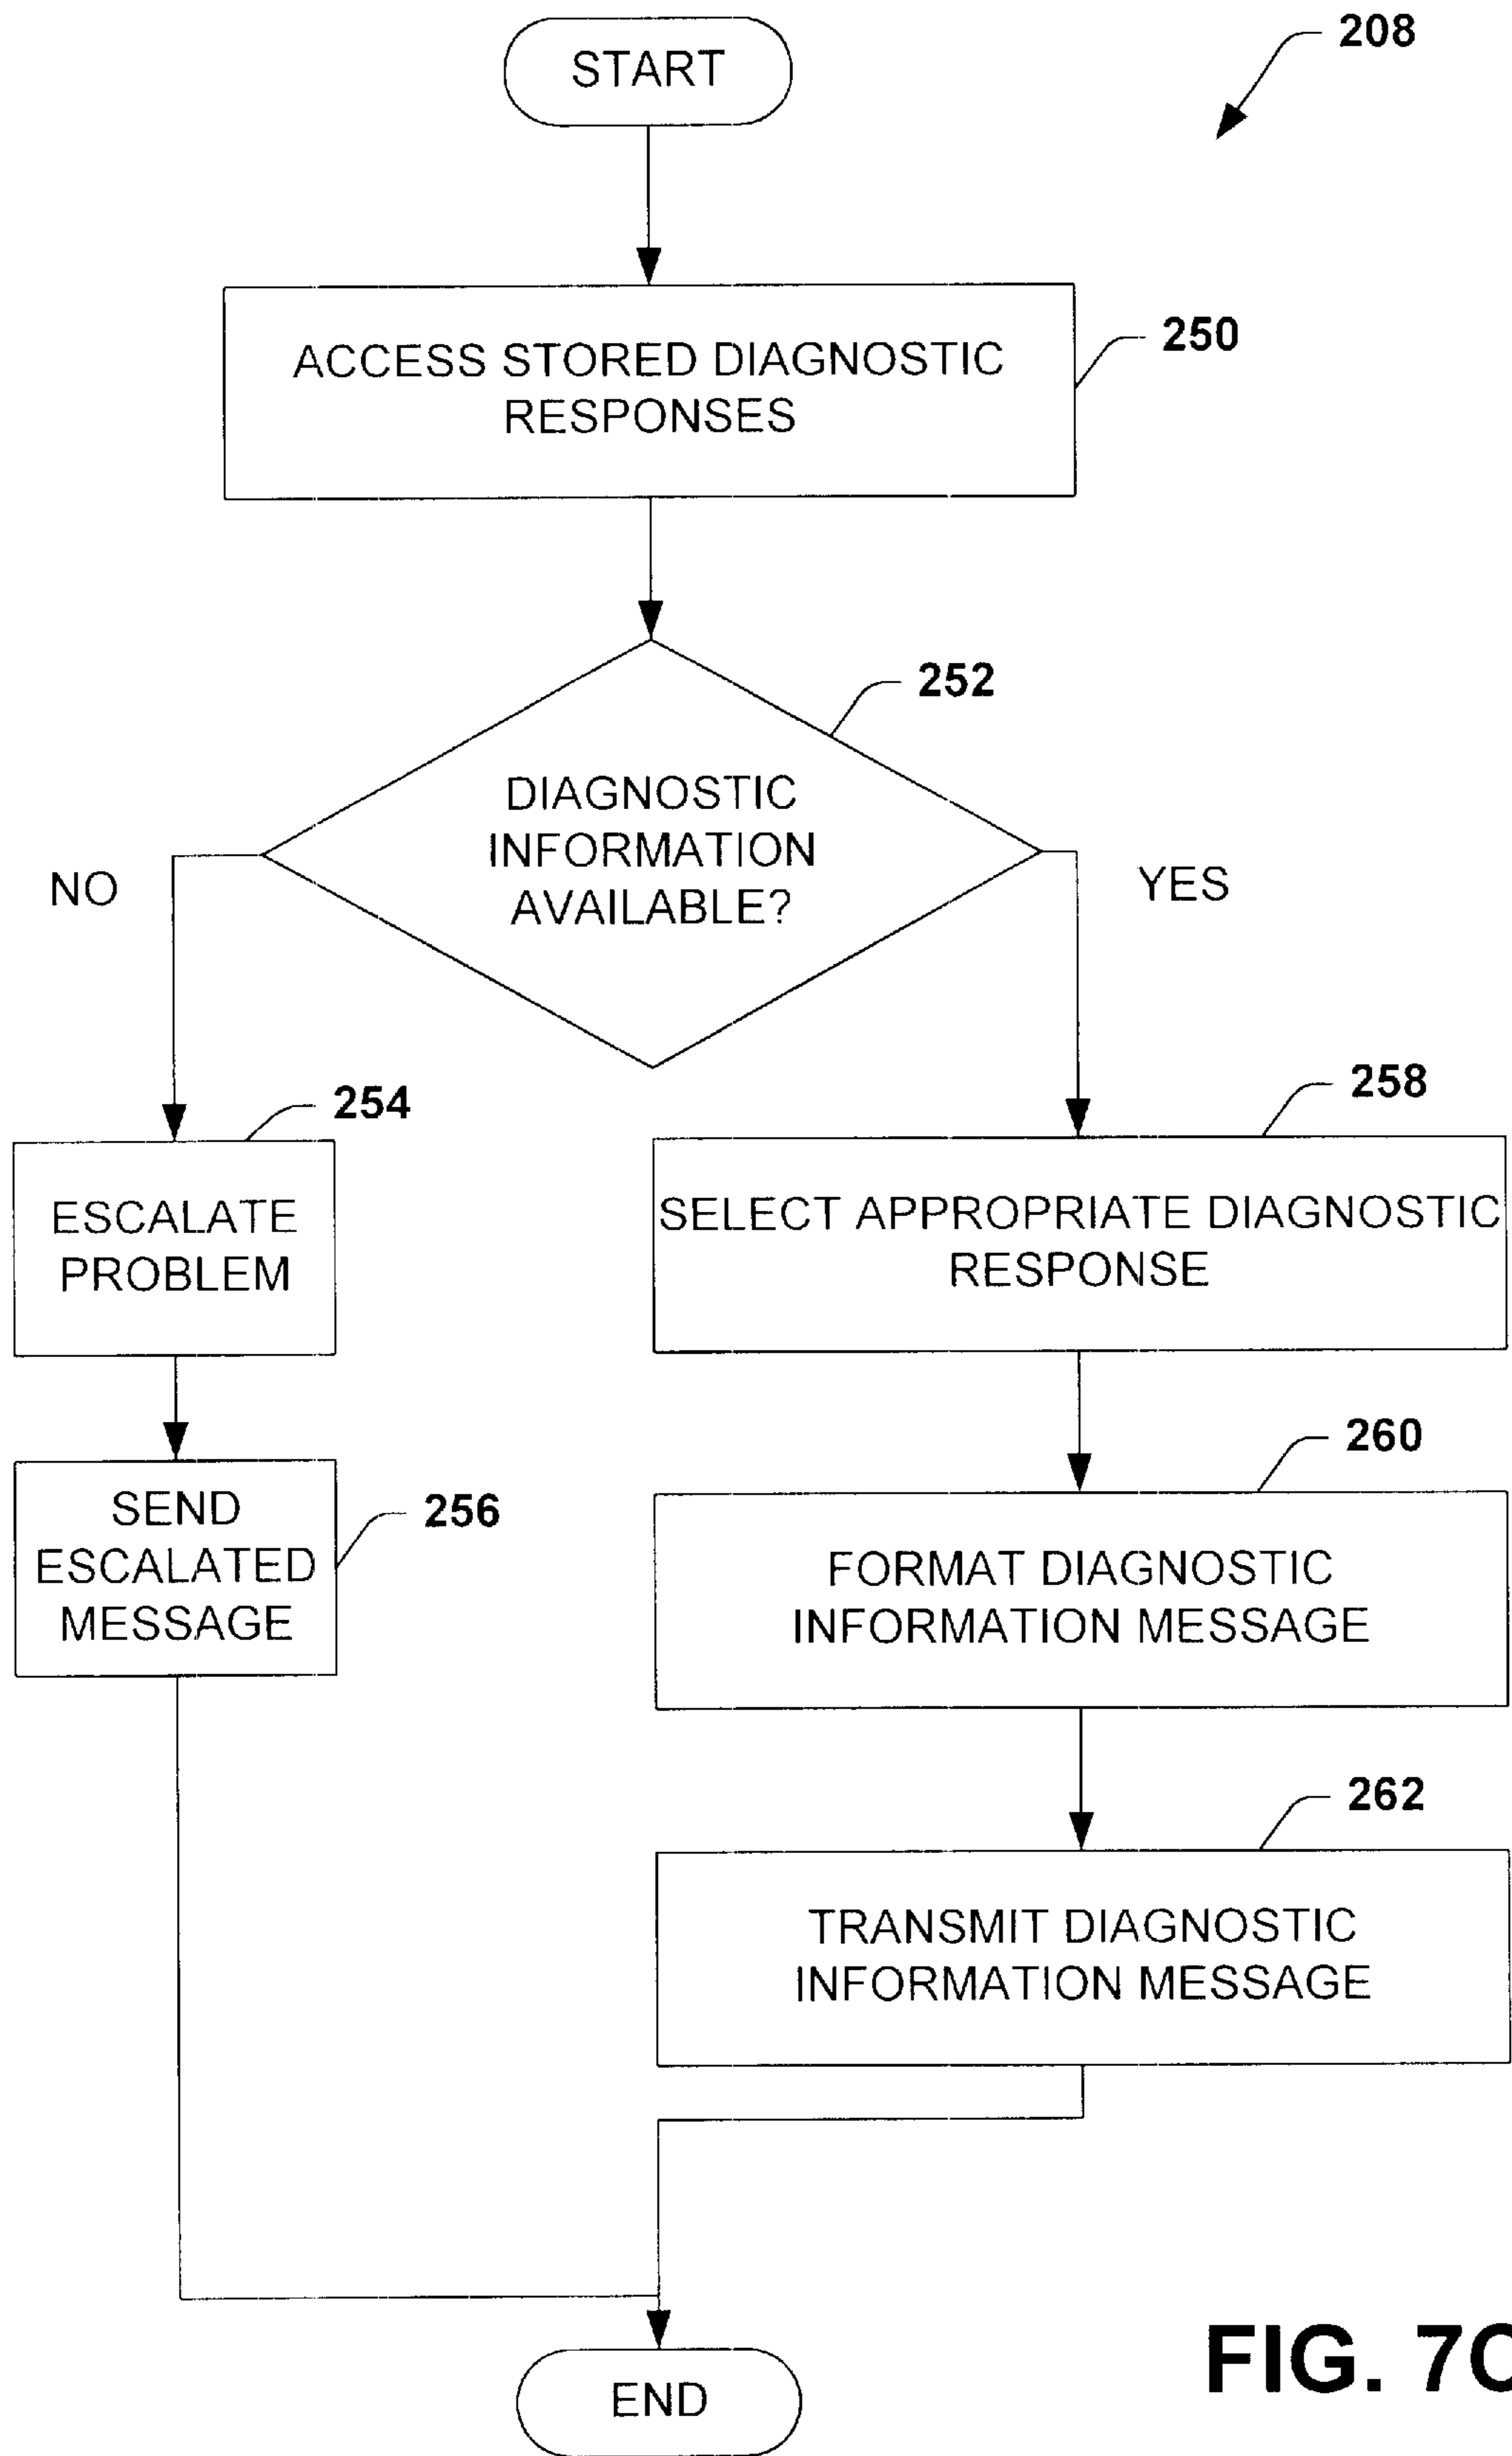 208
START
ACCESS STORED DIAGNOSTIC
RESPONSES
250
252
DIAGNOSTIC
INFORMATION
AVAILABLE?
NO
YES
254
ESCALATE
PROBLEM
258
SELECT APPROPRIATE DIAGNOSTIC
RESPONSE
SEND
ESCALATED
MESSAGE
256
260
FORMAT DIAGNOSTIC
INFORMATION MESSAGE
262
TRANSMIT DIAGNOSTIC
INFORMATION MESSAGE
END
FIG. 7C